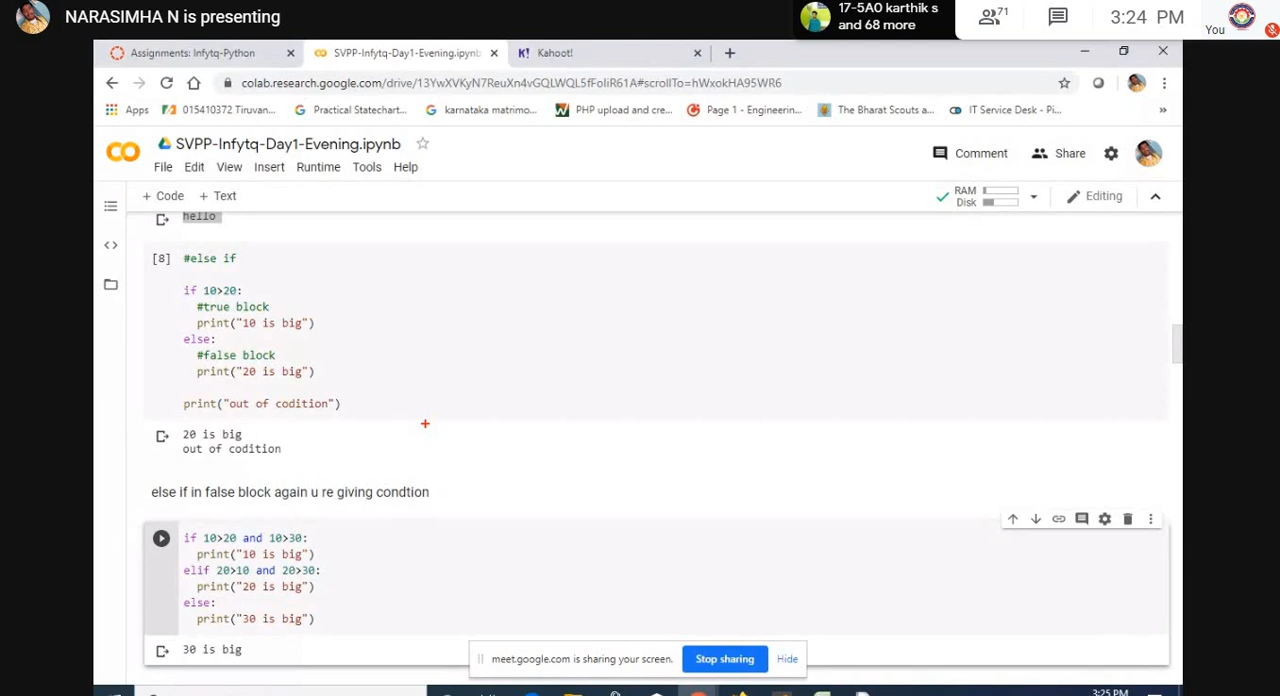 NARASIMHA N is presenting
17-5A0 karthik s
and 68 more
71
3:24 PM
You
Assignments: Infytq-Python
SVPP-Infytq-Day1-Evening.ipynb
K! Kahoot!
colab.research.google.com/drive/13YwXVKyN7ReuXn4vGQLWQL5fFoIiR61A#scrollTo=hWxokHA95WR6
Apps
015410372 Tiruvan...
Practical Statechart...
karnataka matrimo...
PHP upload and cre...
Page 1 - Engineerin...
The Bharat Scouts a...
IT Service Desk - Pi...
»
SVPP-Infytq-Day1-Evening.ipynb
File Edit View Insert Runtime Tools Help
Comment
Share
+ Code + Text
RAM
Disk
Editing
hello
[8] #else if
if 10>20:
#true block
print("10 is big")
else:
#false block
print("20 is big")
print("out of codition")
20 is big
out of codition
else if in false block again u re giving condtion
if 10>20 and 10>30:
print("10 is big")
elif 20>10 and 20>30:
print("20 is big")
else:
print("30 is big")
30 is big
meet.google.com is sharing your screen.
Stop sharing
Hide
3:25 PM